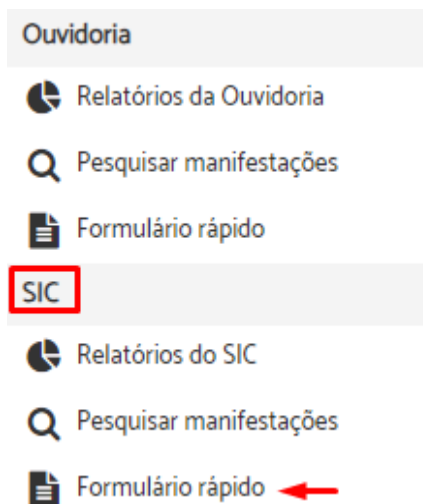 Ouvidoria
Relatórios da Ouvidoria
Pesquisar manifestações
Formulário rápido
SIC
Relatórios do SIC
Pesquisar manifestações
Formulário rápido